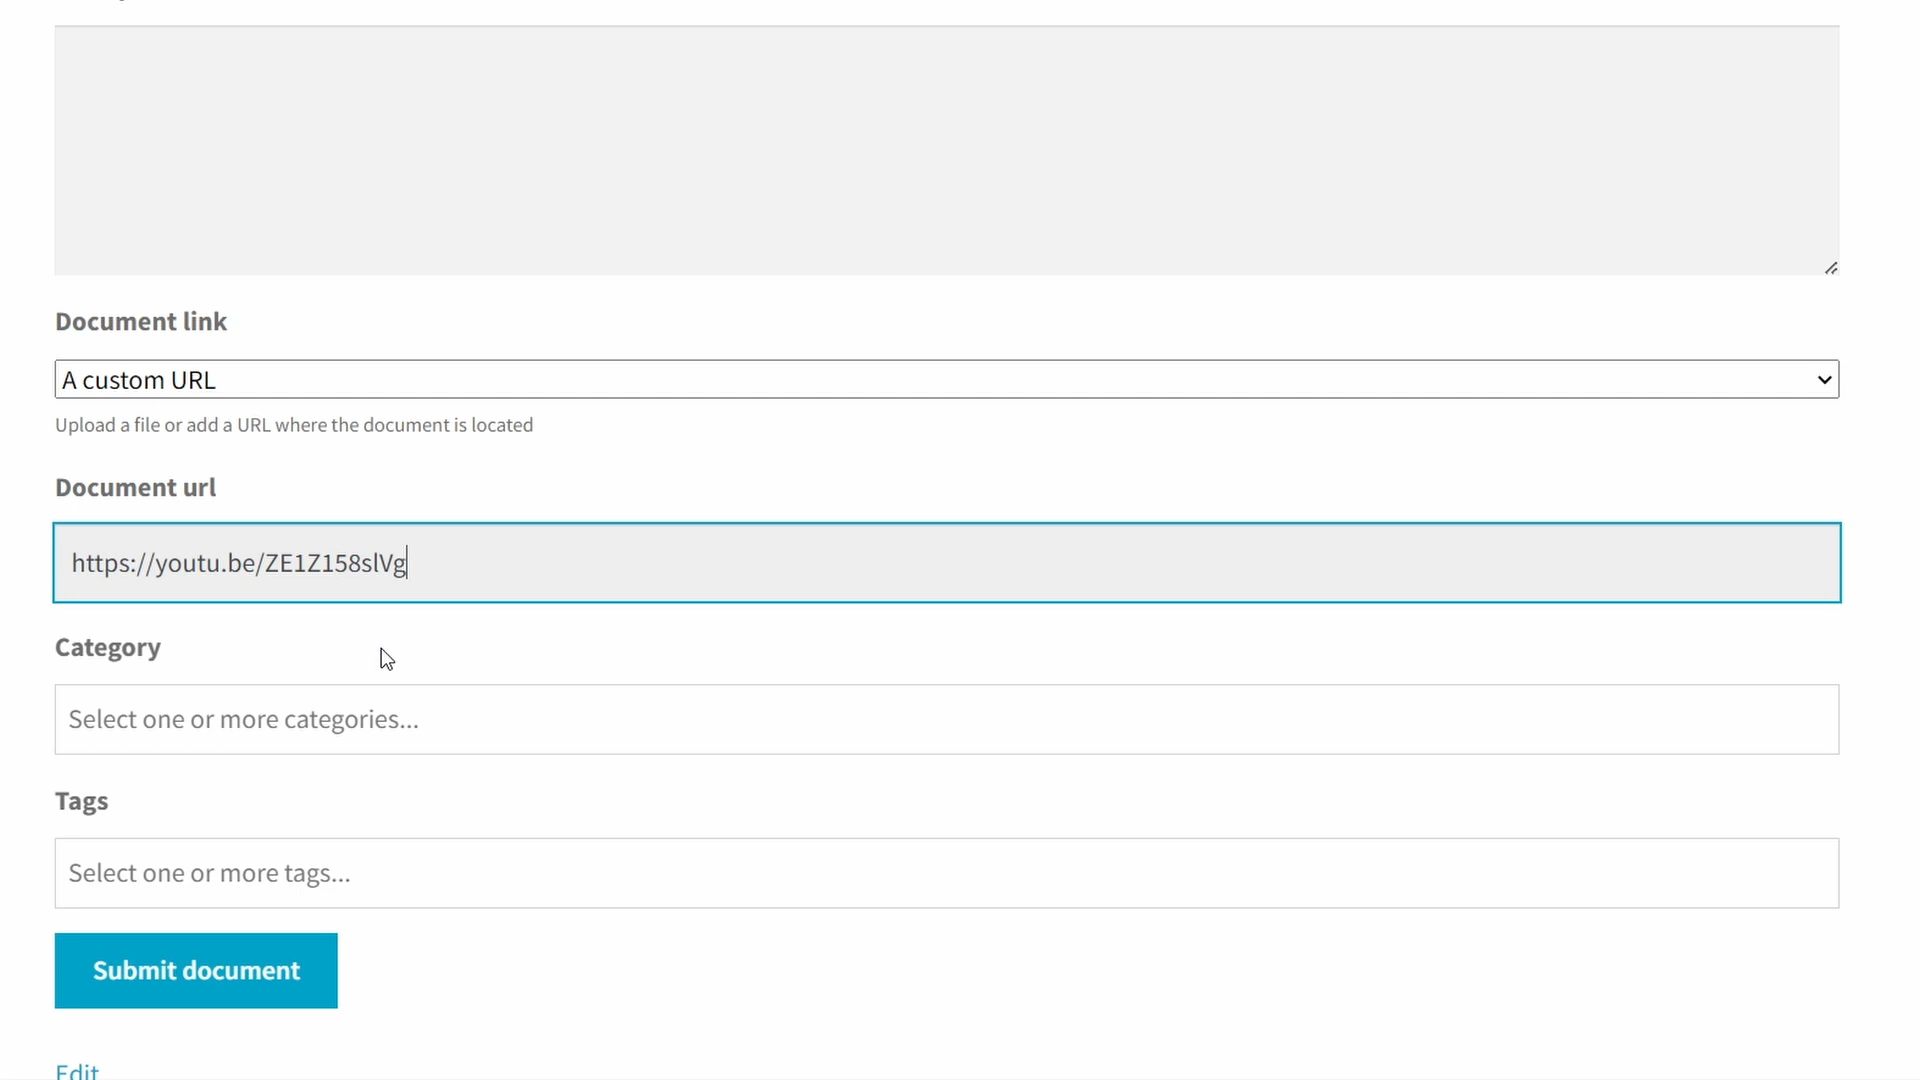 Document link
A custom URL
Upload a file or add a URL where the document is located
Document url
https://youtu.be/ZE1Z158slVg
Category
Select one or more categories...
Tags
Select one or more tags...
Submit document
Edit